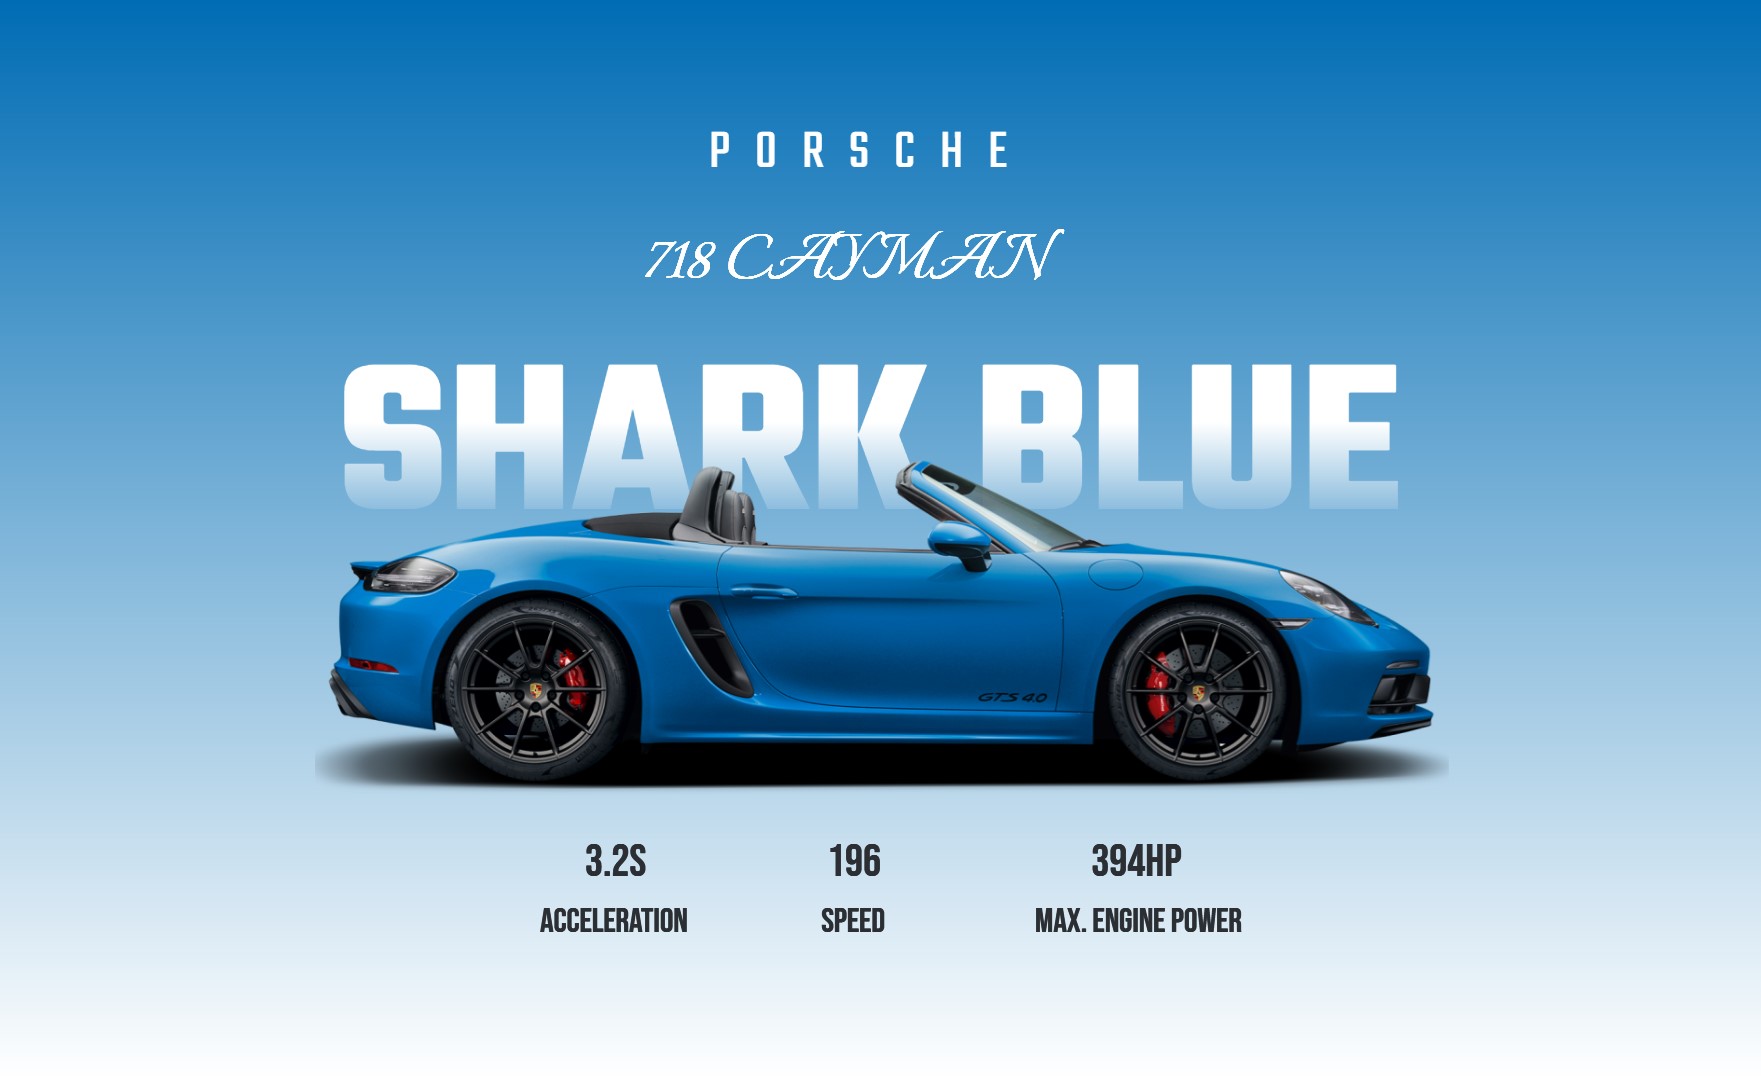 PORSCHE
718 CAYMAN
SHARK BLUE
GTS 4.0
3.2S
196
394HP
ACCELERATION
SPEED
MAX. ENGINE POWER